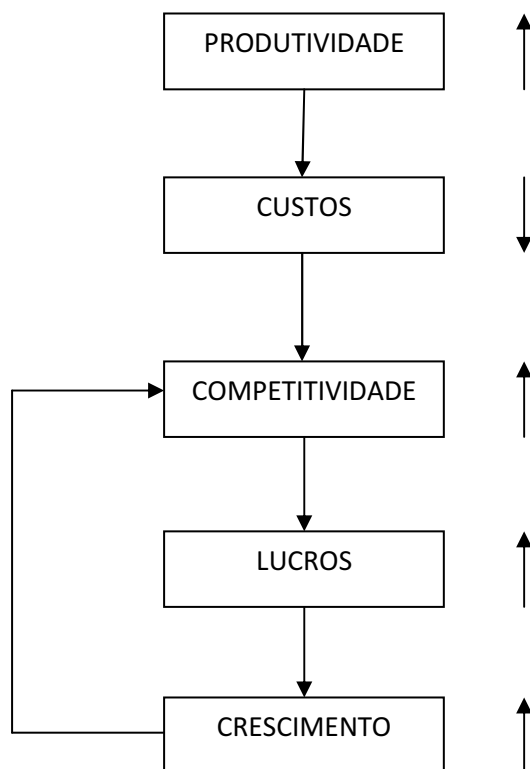 PRODUTIVIDADE
CUSTOS
COMPETITIVIDADE
LUCROS
CRESCIMENTO